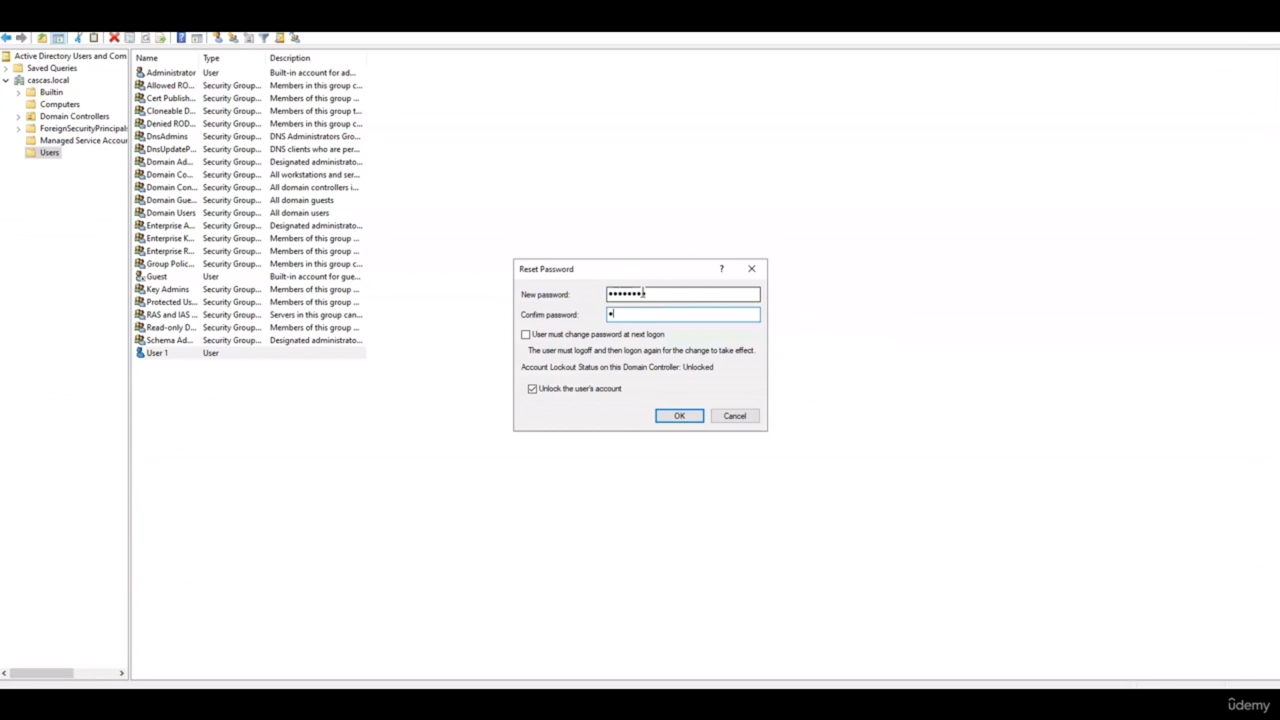 Active Directory Users and Com
Saved Queries
cascas.local
Builtin
Computers
Domain Controllers
ForeignSecurityPrincipals
Managed Service Accour
Users
Name Type Description
Administrator User Built-in account for ad...
Allowed RO... Security Group... Members in this group c...
Cert Publish... Security Group... Members of this group ...
Cloneable D... Security Group... Members of this group t...
Denied ROD... Security Group... Members in this group c...
DnsAdmins Security Group... DNS Administrators Gro...
DnsUpdateP... Security Group... DNS clients who are per...
Domain Ad... Security Group... Designated administrato...
Domain Co... Security Group... All workstations and ser...
Domain Con... Security Group... All domain controllers i...
Domain Gue... Security Group... All domain guests
Domain Users Security Group... All domain users
Enterprise A... Security Group... Designated administrato...
Enterprise K... Security Group... Members of this group ...
Enterprise R... Security Group... Members of this group ...
Group Polic... Security Group... Members in this group c...
Guest User Built-in account for gue...
Key Admins Security Group... Members of this group ...
Protected Us... Security Group... Members of this group ...
RAS and IAS ... Security Group... Servers in this group can...
Read-only D... Security Group... Members of this group ...
Schema Ad... Security Group... Designated administrato...
User 1 User
Reset Password ?
New password:
Confirm password:
User must change password at next logon
The user must logoff and then logon again for the change to take effect.
Account Lockout Status on this Domain Controller: Unlocked
Unlock the user's account
OK Cancel
ûdemy